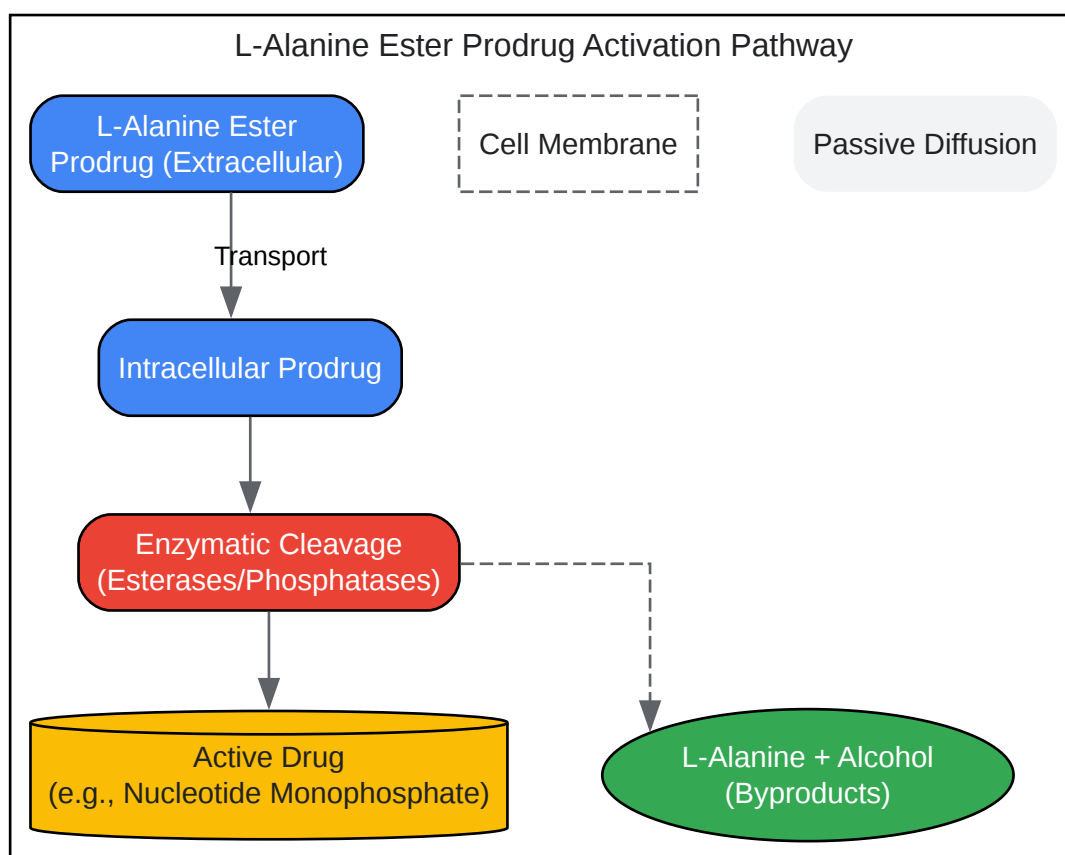 L-Alanine Ester Prodrug Activation Pathway
L-Alanine Ester
Prodrug (Extracellular)
Cell Membrane
Passive Diffusion
Transport
Intracellular Prodrug
Enzymatic Cleavage
(Esterases/Phosphatases)
Active Drug
(e.g., Nucleotide Monophosphate)
L-Alanine + Alcohol
(Byproducts)